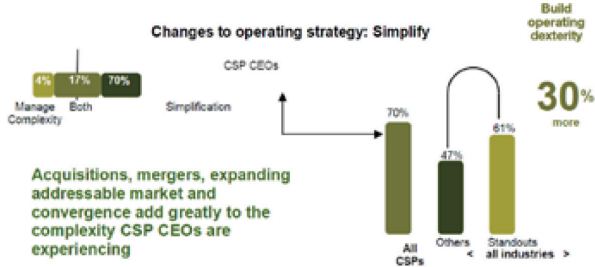 Build
operating
dexterity
Changes to operating strategy: Simplify
30%
more
CSP CEOs
4% 17% 70%
Manage Both Simplification
Complexity
70%
61%
47%
Acquisitions, mergers, expanding
addressable market and
convergence add greatly to the
complexity CSP CEOs are
experiencing
All Others Standouts
CSPs < all industries >